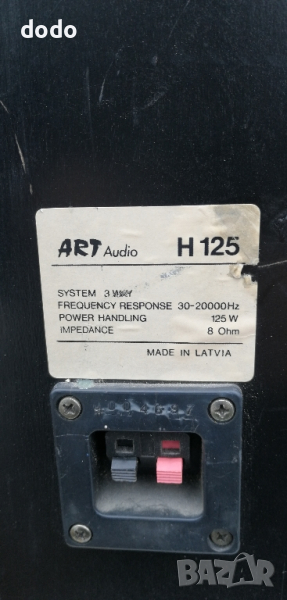 dodo
ART Audio H 125
SYSTEM 3 WAY
FREQUENCY RESPONSE 30-20000Hz
POWER HANDLING 125 W
IMPEDANCE 8 Ohm
MADE IN LATVIA
BAZAR